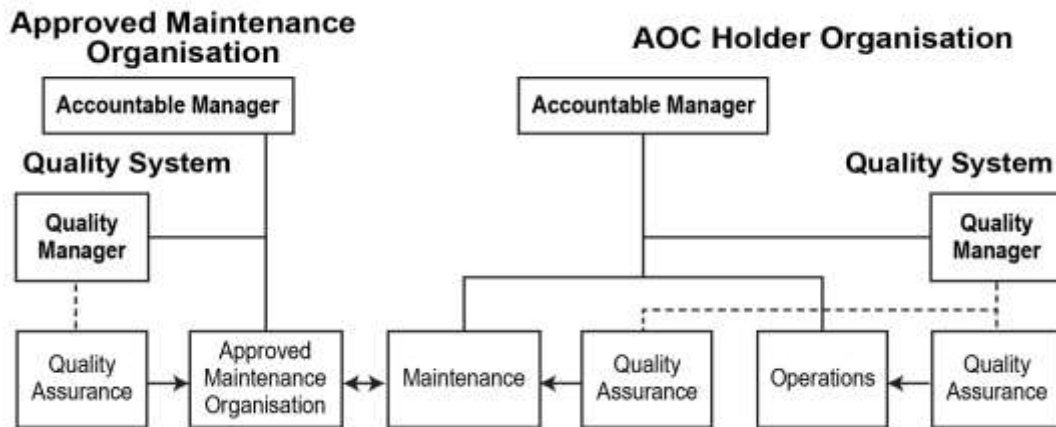 Approved Maintenance
Organisation
AOC Holder Organisation
Accountable Manager
Accountable Manager
Quality System
Quality System
Quality
Manager
Quality
Manager
Quality
Assurance
Approved
Maintenance
Organisation
Maintenance
Quality
Assurance
Operations
Quality
Assurance